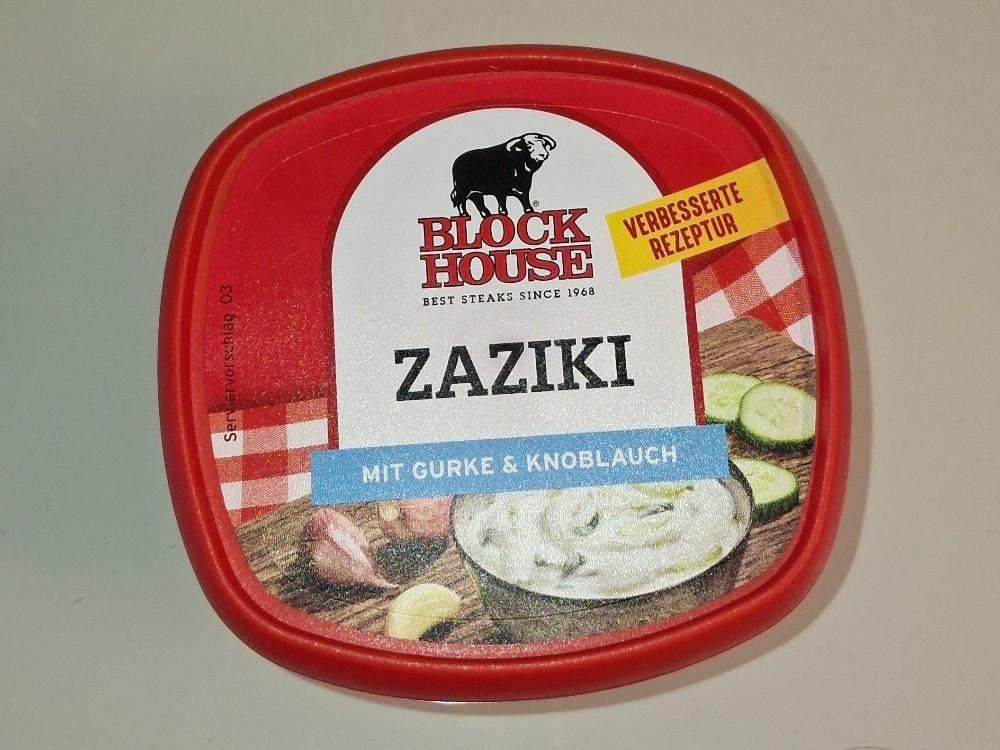 BLOCK
HOUSE
®
BEST STEAKS SINCE 1968
VERBESSERTE
REZEPTUR
ZAZIKI
MIT GURKE & KNOBLAUCH
Serviervorschlag 03